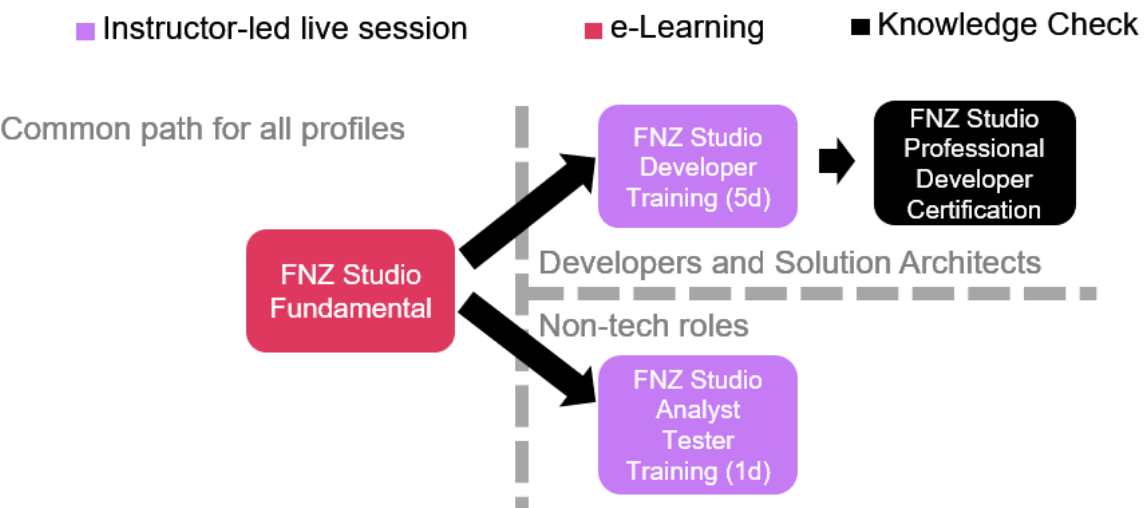 Instructor-led live session
e-Learning
Knowledge Check
Common path for all profiles
FNZ Studio
Fundamental
FNZ Studio
Developer
Training (5d)
FNZ Studio
Professional
Developer
Certification
Developers and Solution Architects
Non-tech roles
FNZ Studio
Analyst
Tester
Training (1d)